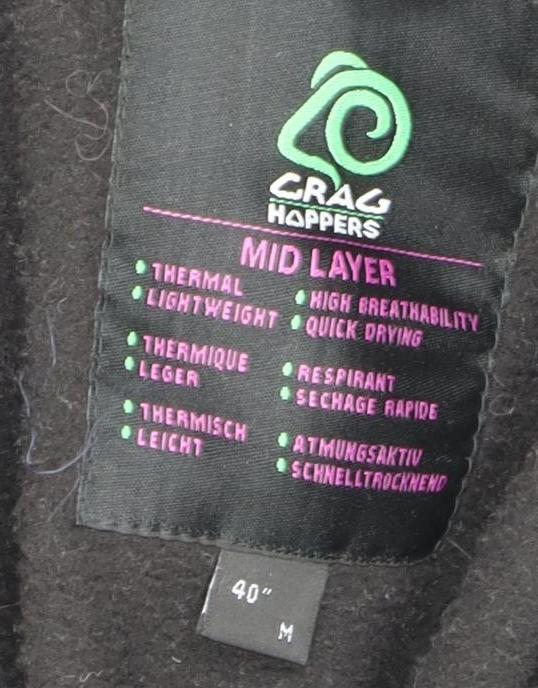 CRAG
HOPPERS
MID LAYER
THERMAL
LIGHTWEIGHT
HIGH BREATHABILITY
QUICK DRYING
THERMIQUE
LEGER
RESPIRANT
SECHAGE RAPIDE
THERMISCH
LEICHT
ATMUNGSAKTIV
SCHNELLTROCKNEND
40"
M